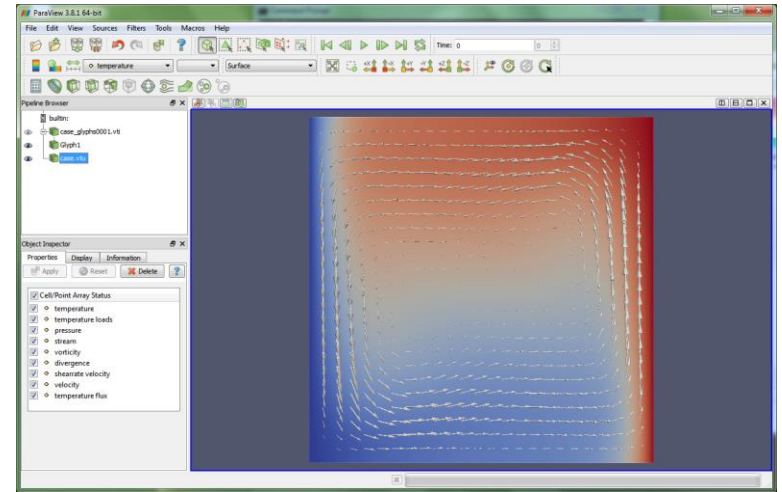 ParaView 3.8.1 64-bit
File Edit View Sources Filters Tools Macros Help
Time: 0 0
temperature Surface
Pipeline Browser
builtin:
case_glyphs0001.vti
Glyph1
case.vtu
Object Inspector
Properties Display Information
Apply Reset Delete ?
Cell/Point Array Status
temperature
temperature loads
pressure
stream
vorticity
divergence
shearrate velocity
velocity
temperature flux